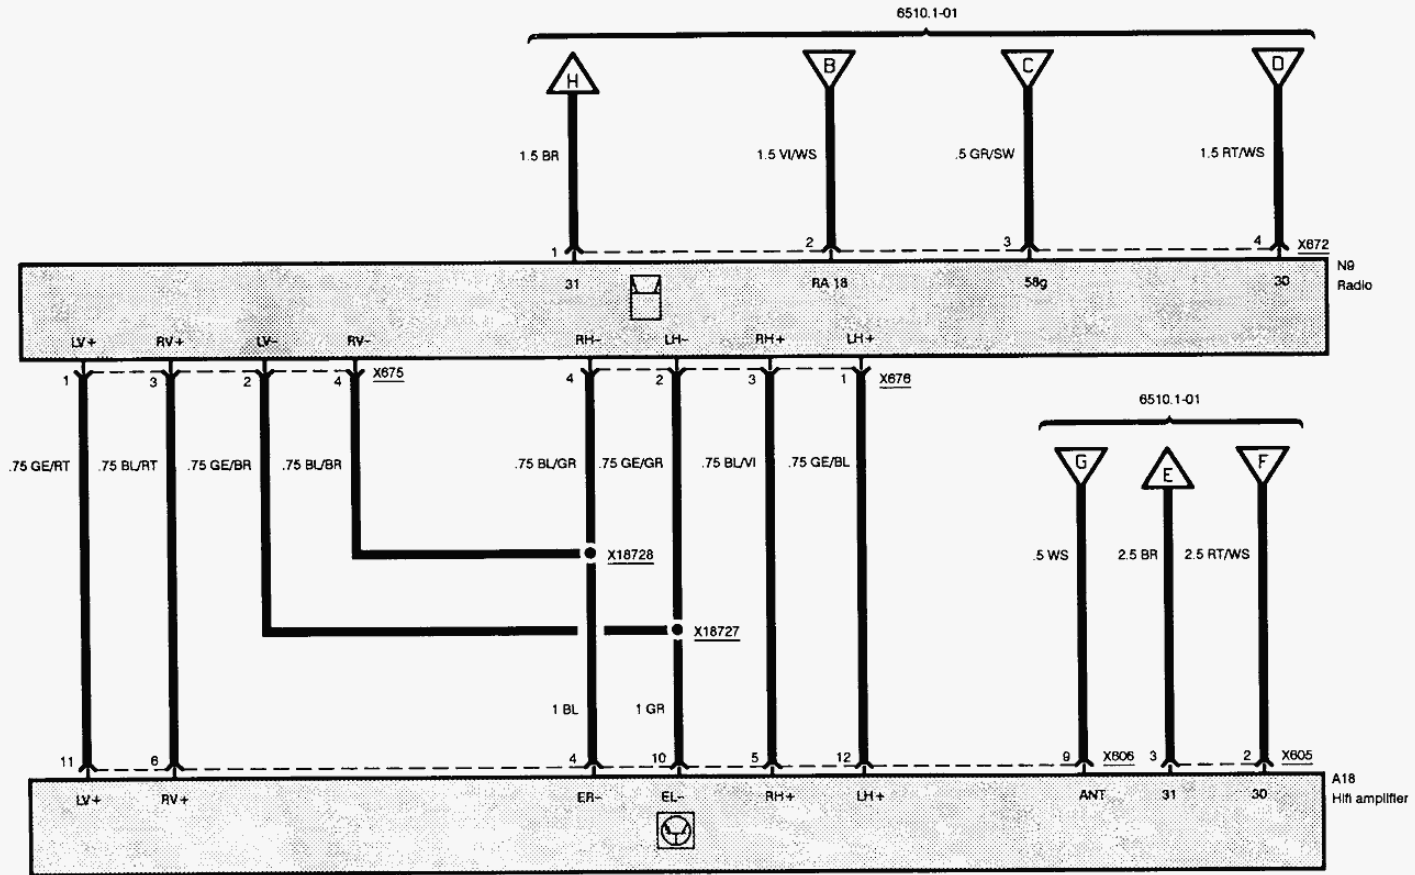 6510.1-01
H B C D
1.5 BR 1.5 VI/WS .5 GR/SW 1.5 RT/WS
1 2 3 4 X672
N9
Radio
31 RA 18 58g 30
LV+ RV+ LV- RV- RH- LH- RH+ LH+
1 3 2 4 X675 4 2 3 1 X676
6510.1-01
G E F
.75 GE/RT .75 BL/RT .75 GE/BR .75 BL/BR .75 BL/GR .75 GE/GR .75 BL/VI .75 GE/BL
X18728 .5 WS 2.5 BR 2.5 RT/WS
X18727
1 BL 1 GR
11 6 4 10 5 12 9 X606 3 2 X605
A18
Hifi amplifier
LV+ RV+ ER- EL- RH+ LH+ ANT 31 30